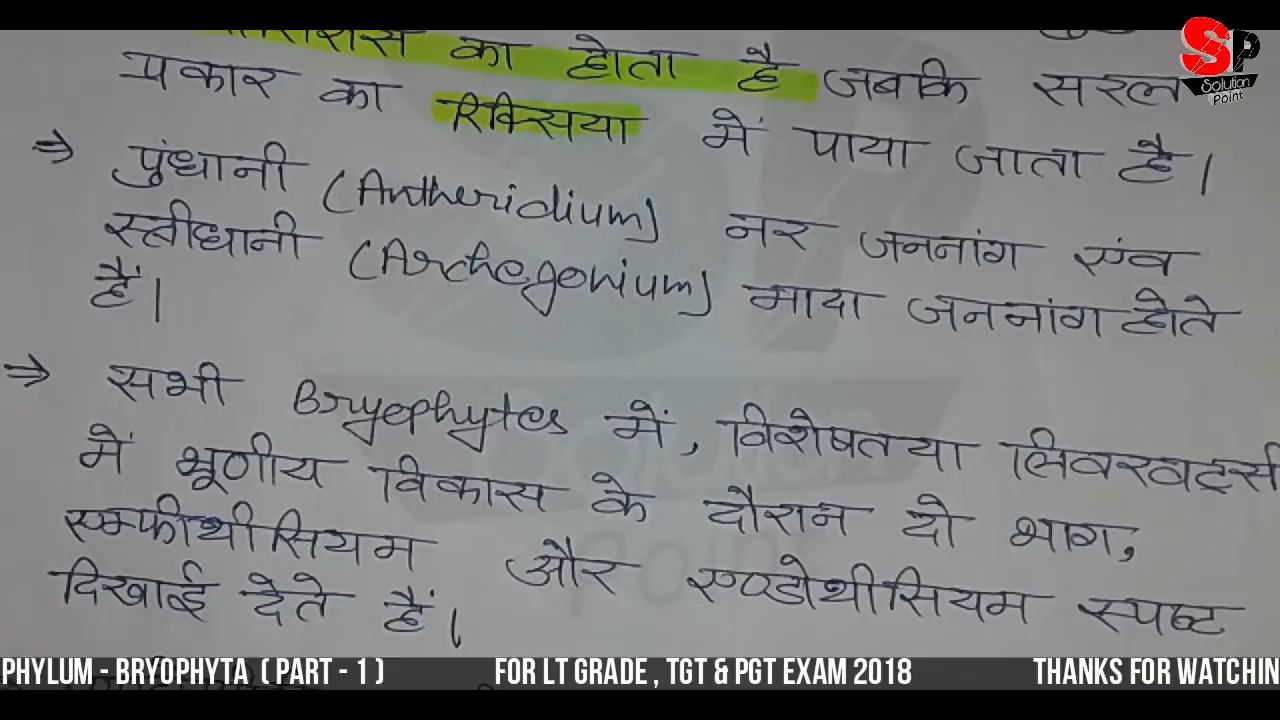 का होता है जबकि सरल
प्रकार का रिक्सिया में पाया जाता है।
⇒ पुंधानी (Antheridium) नर जननांग एंव
स्त्रीधानी (Archegonium) मादा जननांग होते
हैं।
⇒ सभी Bryophytes में, विशेषतया लिवरवर्ट्स
में भ्रूणीय विकास के दौरान दो भाग,
एम्फीथीसियम और एण्डोथीसियम स्पष्ट
दिखाई देते हैं।
SP
Solution
Point
PHYLUM - BRYOPHYTA ( PART - 1 ) FOR LT GRADE , TGT & PGT EXAM 2018 THANKS FOR WATCHIN